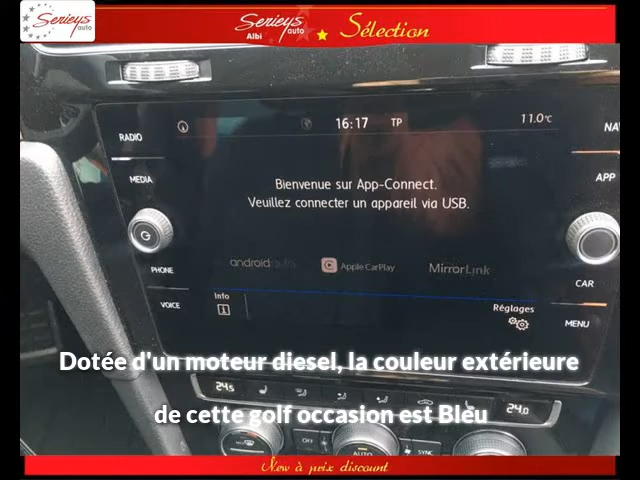 Serieys
auto
Serieys
Albi auto
Sélection
RADIO
16:17 TP 11.0°C
NAV
MEDIA
APP
Bienvenue sur App-Connect.
Veuillez connecter un appareil via USB.
PHONE
androidauto
Apple CarPlay
MirrorLink
CAR
VOICE
Info
Réglages
MENU
Dotée d'un moteur diesel, la couleur extérieure
24.5
de cette golf occasion est Bleu
24.0
OFF
AUTO
SYNC
New à prix discount